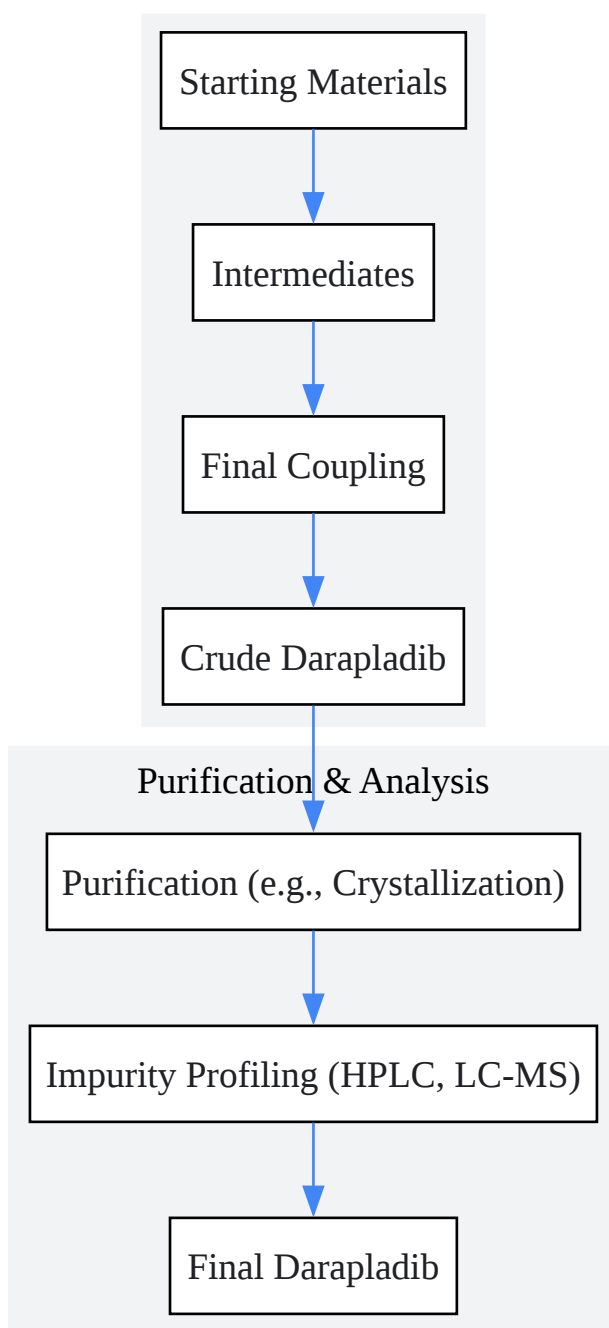 Starting Materials
Intermediates
Final Coupling
Crude Darapladib
Purification & Analysis
Purification (e.g., Crystallization)
Impurity Profiling (HPLC, LC-MS)
Final Darapladib